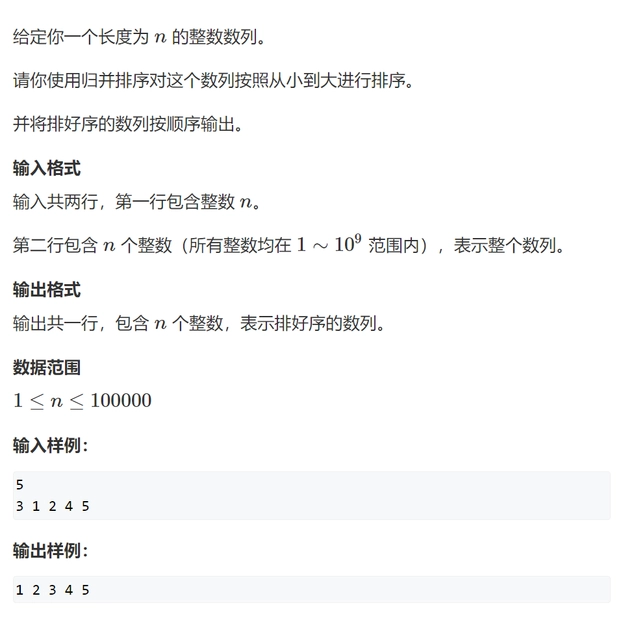 给定你一个长度为 n 的整数数列。
请你使用归并排序对这个数列按照从小到大进行排序。
并将排好序的数列按顺序输出。
输入格式
输入共两行，第一行包含整数 n。
第二行包含 n 个整数（所有整数均在 1 ∼ 10⁹ 范围内），表示整个数列。
输出格式
输出共一行，包含 n 个整数，表示排好序的数列。
数据范围
1 ≤ n ≤ 100000
输入样例：
5
3 1 2 4 5
输出样例：
1 2 3 4 5